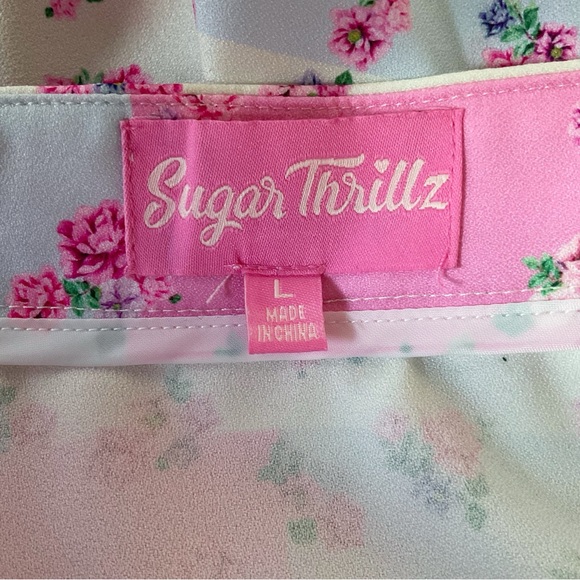 Sugar Thrillz
L
MADE
IN CHINA